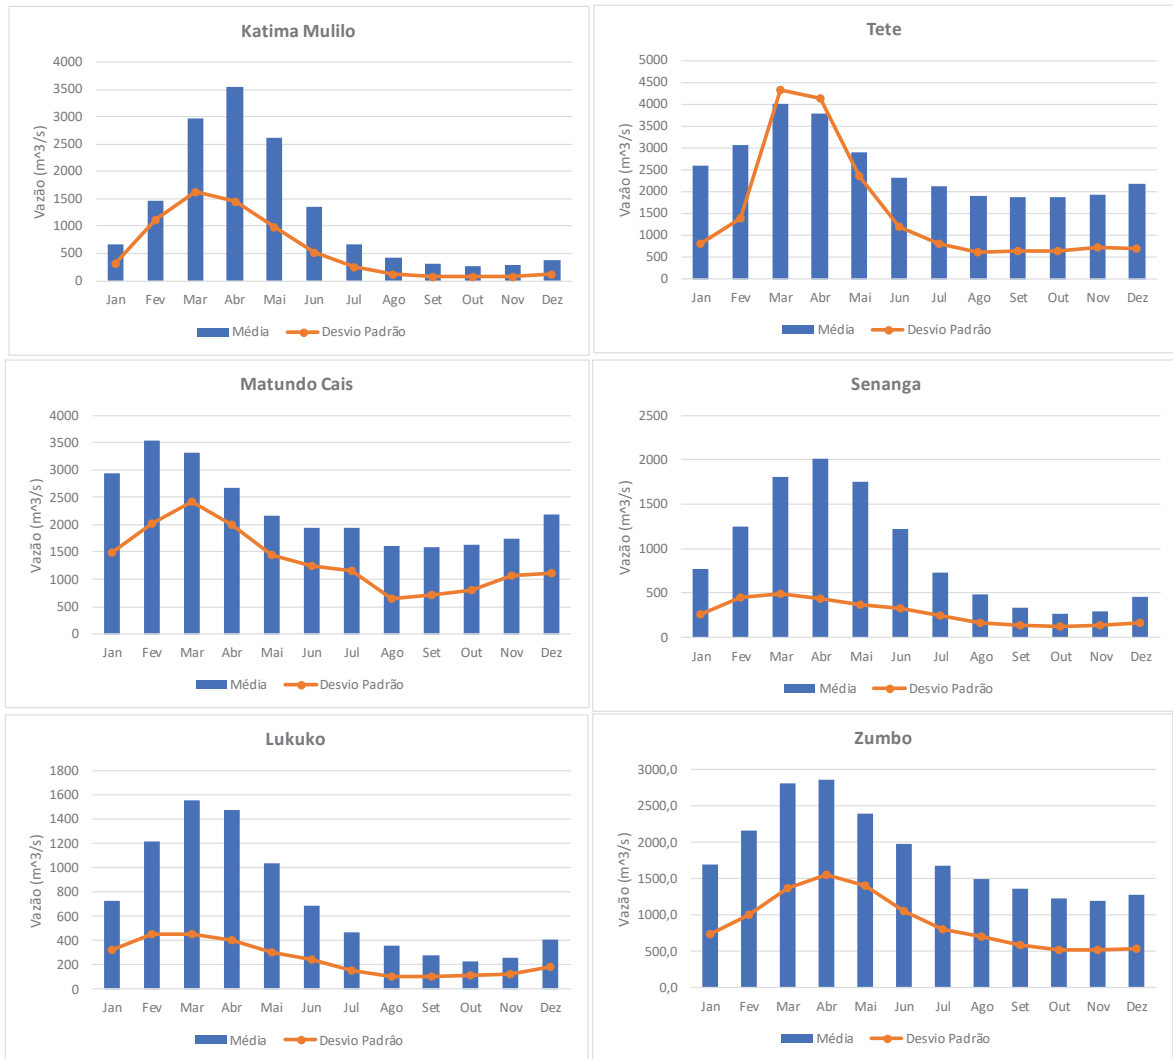 Katima Mulilo
Vazão (m^3/s)
4000
3500
3000
2500
2000
1500
1000
500
0
Jan Fev Mar Abr Mai Jun Jul Ago Set Out Nov Dez
Média Desvio Padrão
Tete
Vazão (m^3/s)
5000
4500
4000
3500
3000
2500
2000
1500
1000
500
0
Jan Fev Mar Abr Mai Jun Jul Ago Set Out Nov Dez
Média Desvio Padrão
Matundo Cais
Vazão (m^3/s)
4000
3500
3000
2500
2000
1500
1000
500
0
Jan Fev Mar Abr Mai Jun Jul Ago Set Out Nov Dez
Média Desvio Padrão
Senanga
Vazão (m^3/s)
2500
2000
1500
1000
500
0
Jan Fev Mar Abr Mai Jun Jul Ago Set Out Nov Dez
Média Desvio Padrão
Lukuko
Vazão (m^3/s)
1800
1600
1400
1200
1000
800
600
400
200
0
Jan Fev Mar Abr Mai Jun Jul Ago Set Out Nov Dez
Média Desvio Padrão
Zumbo
Vazão (m^3/s)
3000,0
2500,0
2000,0
1500,0
1000,0
500,0
0,0
Jan Fev Mar Abr Mai Jun Jul Ago Set Out Nov Dez
Média Desvio Padrão